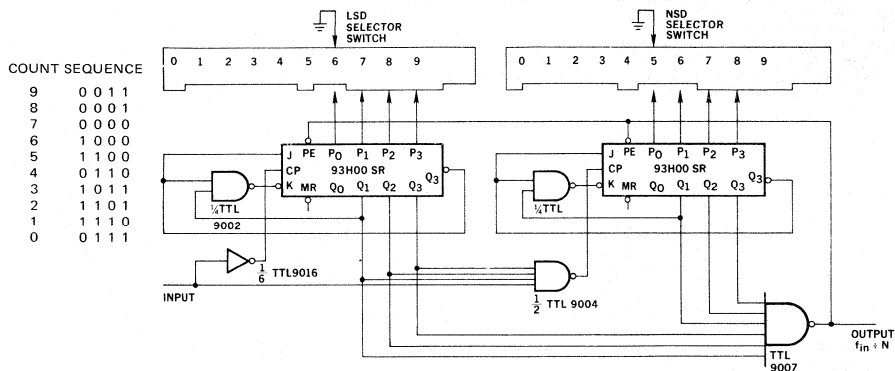 LSD
SELECTOR
SWITCH
NSD
SELECTOR
SWITCH
0 1 2 3 4 5 6 7 8 9
0 1 2 3 4 5 6 7 8 9
COUNT SEQUENCE
9 0 0 1 1
8 0 0 0 1
7 0 0 0 0
6 1 0 0 0
5 1 1 0 0
4 0 1 1 0
3 1 0 1 1
2 1 1 0 1
1 1 1 1 0
0 0 1 1 1
J PE P0 P1 P2 P3
CP 93H00 SR
K MR Q0 Q1 Q2 Q3 Q3
J PE P0 P1 P2 P3
CP 93H00 SR
K MR Q0 Q1 Q2 Q3 Q3
¼TTL
9002
¼TTL
1/6 TTL9016
INPUT
1/2 TTL 9004
TTL
9007
OUTPUT
fin ÷ N